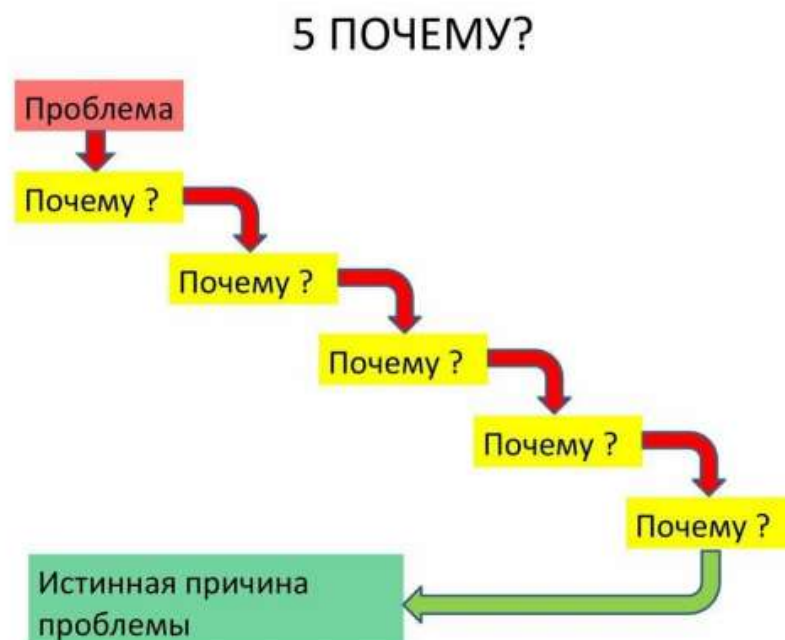 5 ПОЧЕМУ?
Проблема
Почему ?
Почему ?
Почему ?
Почему ?
Почему ?
Истинная причина
проблемы